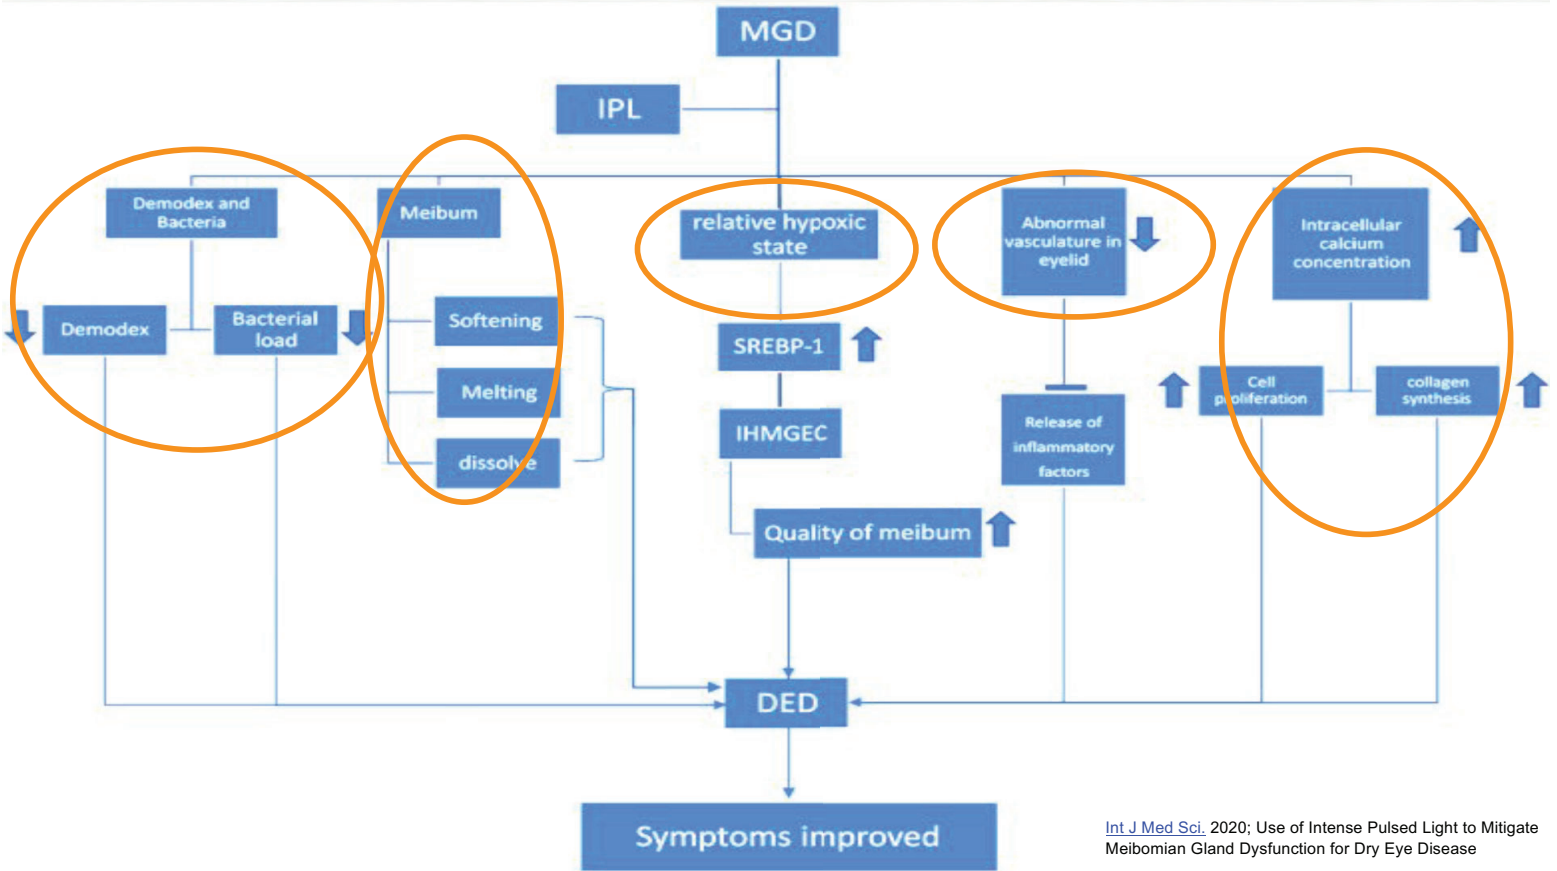 MGD
IPL
Demodex and
Bacteria
Meibum
relative hypoxic
state
Abnormal
vasculature in
eyelid
Intracellular
calcium
concentration
Demodex
Bacterial
load
Softening
Melting
dissolve
SREBP-1
IHMGEC
Quality of meibum
Release of
inflammatory
factors
Cell
proliferation
collagen
synthesis
DED
Symptoms improved
Int J Med Sci. 2020; Use of Intense Pulsed Light to Mitigate
Meibomian Gland Dysfunction for Dry Eye Disease